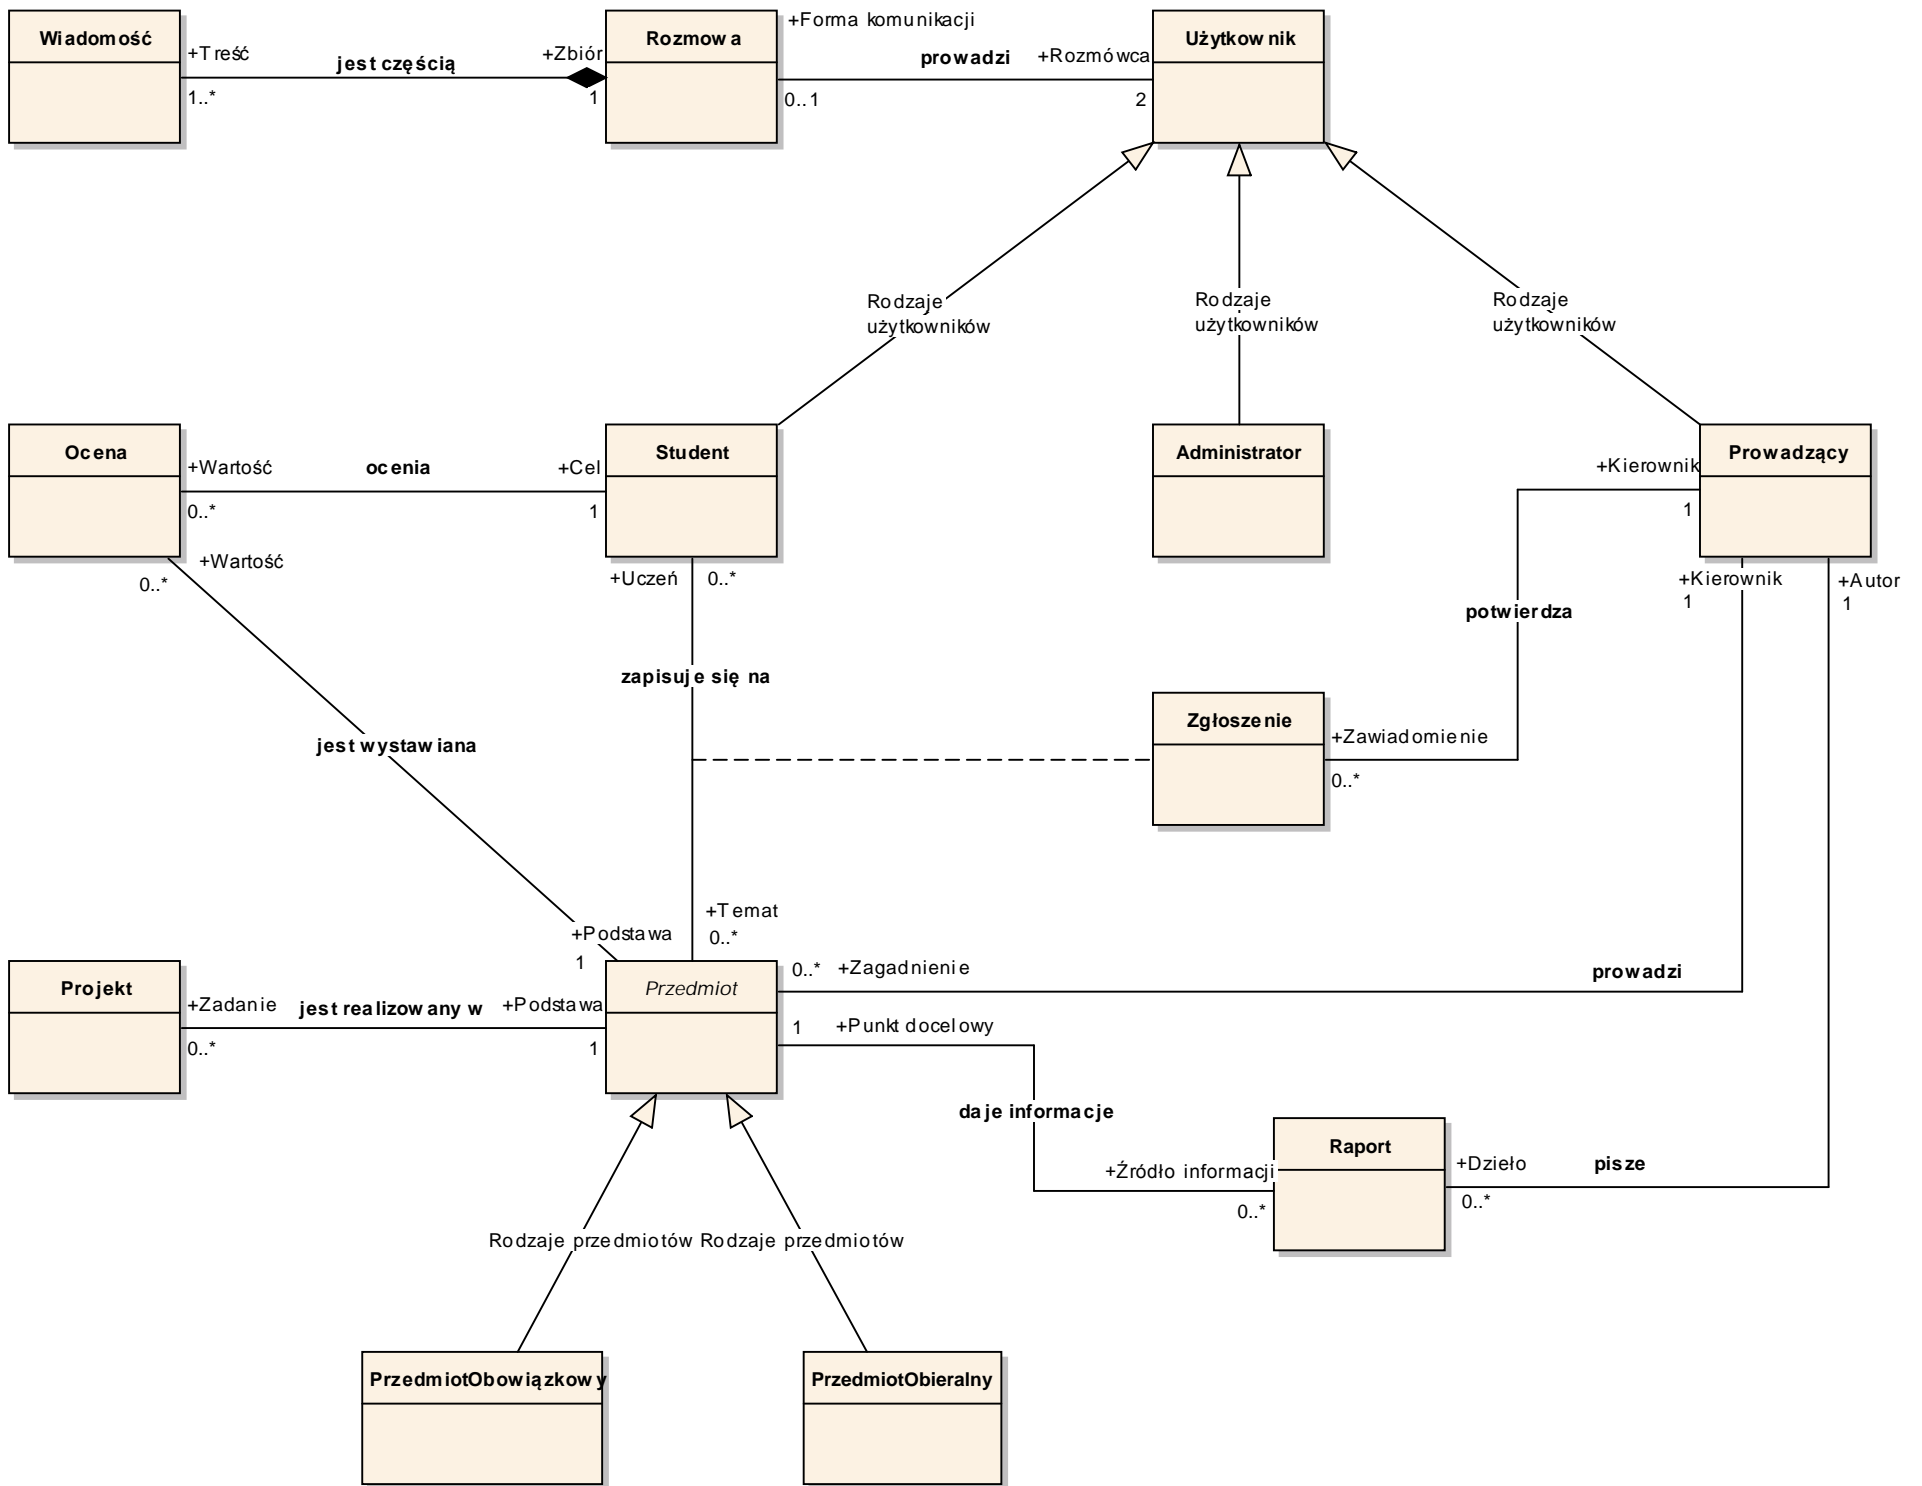 Wiadomość
+Treść
jest częścią
+Zbiór
1..*
1
Rozmowa
+Forma komunikacji
prowadzi
+Rozmówca
0..1
2
Użytkownik
Rodzaje
użytkowników
Rodzaje
użytkowników
Rodzaje
użytkowników
Ocena
+Wartość
ocenia
+Cel
0..*
1
Student
Administrator
Prowadzący
+Kierownik
1
+Wartość
0..*
+Uczeń
0..*
+Kierownik
1
+Autor
1
potwierdza
zapisuje się na
Zgłoszenie
+Zawiadomienie
0..*
jest wystawiana
+Temat
0..*
+Podstawa
1
Projekt
+Zadanie
jest realizowany w
+Podstawa
0..*
1
Przedmiot
0..*
+Zagadnienie
prowadzi
1
+Punkt docelowy
daje informacje
+Źródło informacji
0..*
Raport
+Dzieło
pisze
0..*
Rodzaje przedmiotów
Rodzaje przedmiotów
PrzedmiotObowiązkowy
PrzedmiotObieralny